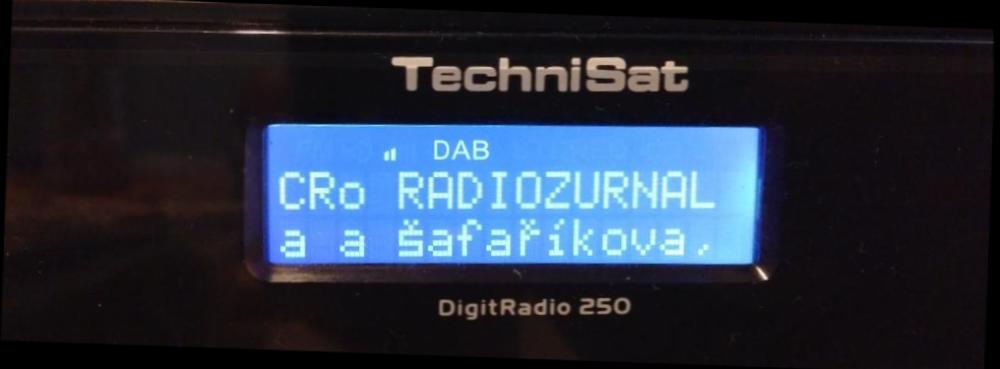 TechniSat
DAB
CRo RADIOZURNAL
a a šafaříkova,
DigitRadio 250